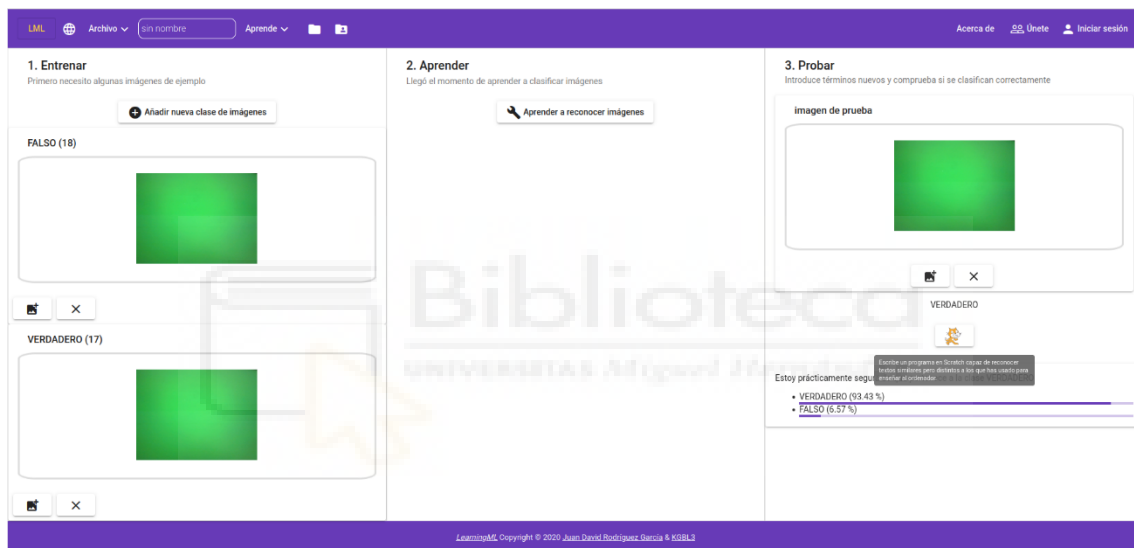 LML Archivo sin nombre Aprende Acerca de Únete Iniciar sesión
1. Entrenar
Primero necesito algunas imágenes de ejemplo
Añadir nueva clase de imágenes
FALSO (18)
VERDADERO (17)
2. Aprender
Llegó el momento de aprender a clasificar imágenes
Aprender a reconocer imágenes
3. Probar
Introduce términos nuevos y comprueba si se clasifican correctamente
imagen de prueba
VERDADERO
Escribe un programa en Scratch capaz de reconocer
textos similares pero distintos a los que has usado para
enseñar al ordenador.
Estoy prácticamente segu
VERDADERO (93.43 %)
FALSO (6.57 %)
Biblioteca
UNIVERSITAS Miguel
LearningML Copyright © 2020 Juan David Rodríguez García & KGBL3